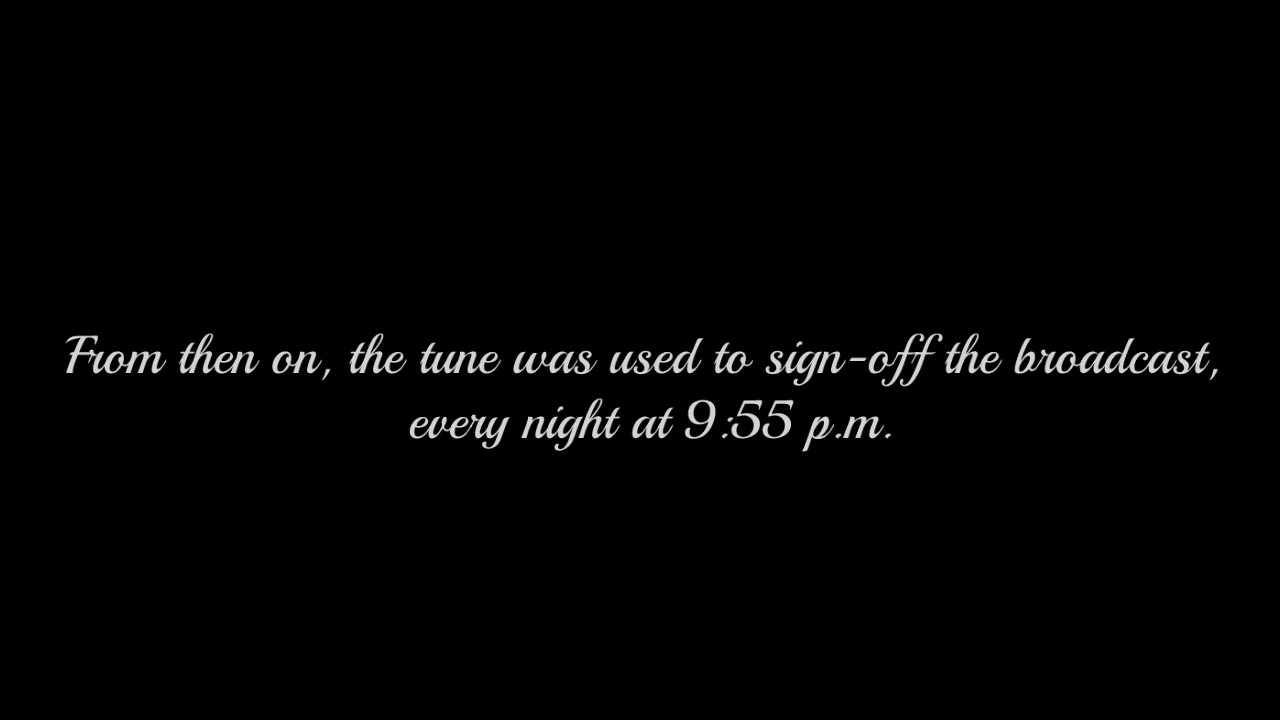 From then on, the tune was used to sign-off the broadcast,
every night at 9:55 p.m.